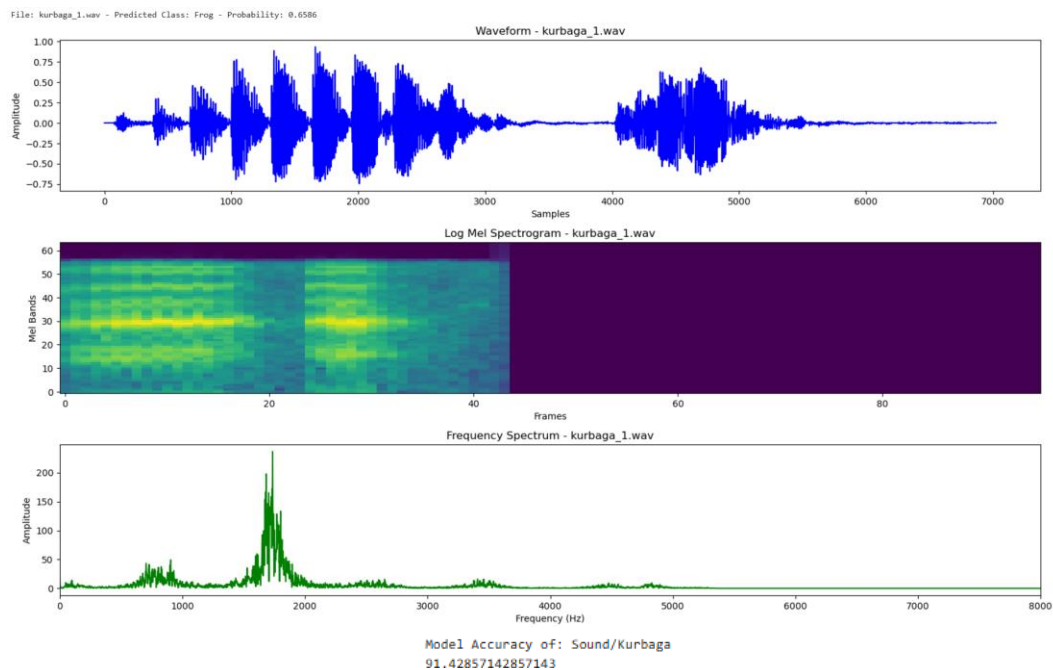 File: kurbaga_1.wav - Predicted Class: Frog - Probability: 0.6586
Waveform - kurbaga_1.wav
1.00
0.75
0.50
0.25
0.00
−0.25
−0.50
−0.75
Amplitude
0 1000 2000 3000 4000 5000 6000 7000
Samples
Log Mel Spectrogram - kurbaga_1.wav
60
50
40
30
20
10
0
Mel Bands
0 20 40 60 80
Frames
Frequency Spectrum - kurbaga_1.wav
200
150
100
50
0
Amplitude
0 1000 2000 3000 4000 5000 6000 7000 8000
Frequency (Hz)
Model Accuracy of: Sound/Kurbaga
91.42857142857143